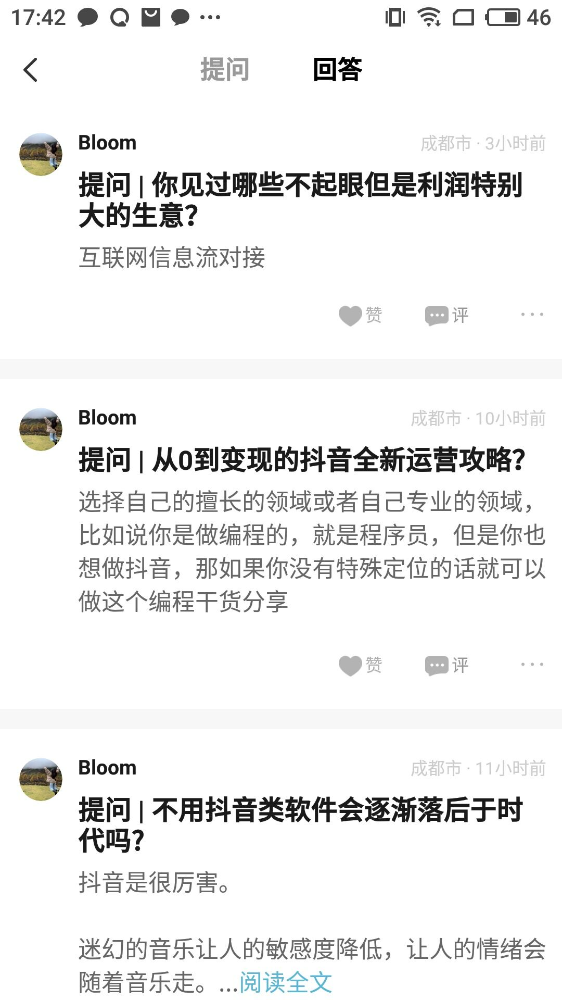 17:42
46
提问
回答
Bloom
成都市 · 3小时前
提问 | 你见过哪些不起眼但是利润特别
大的生意？
互联网信息流对接
赞
评
Bloom
成都市 · 10小时前
提问 | 从0到变现的抖音全新运营攻略？
选择自己的擅长的领域或者自己专业的领域，
比如说你是做编程的，就是程序员，但是你也
想做抖音，那如果你没有特殊定位的话就可以
做这个编程干货分享
赞
评
Bloom
成都市 · 11小时前
提问 | 不用抖音类软件会逐渐落后于时
代吗？
抖音是很厉害。
迷幻的音乐让人的敏感度降低，让人的情绪会
随着音乐走。...阅读全文